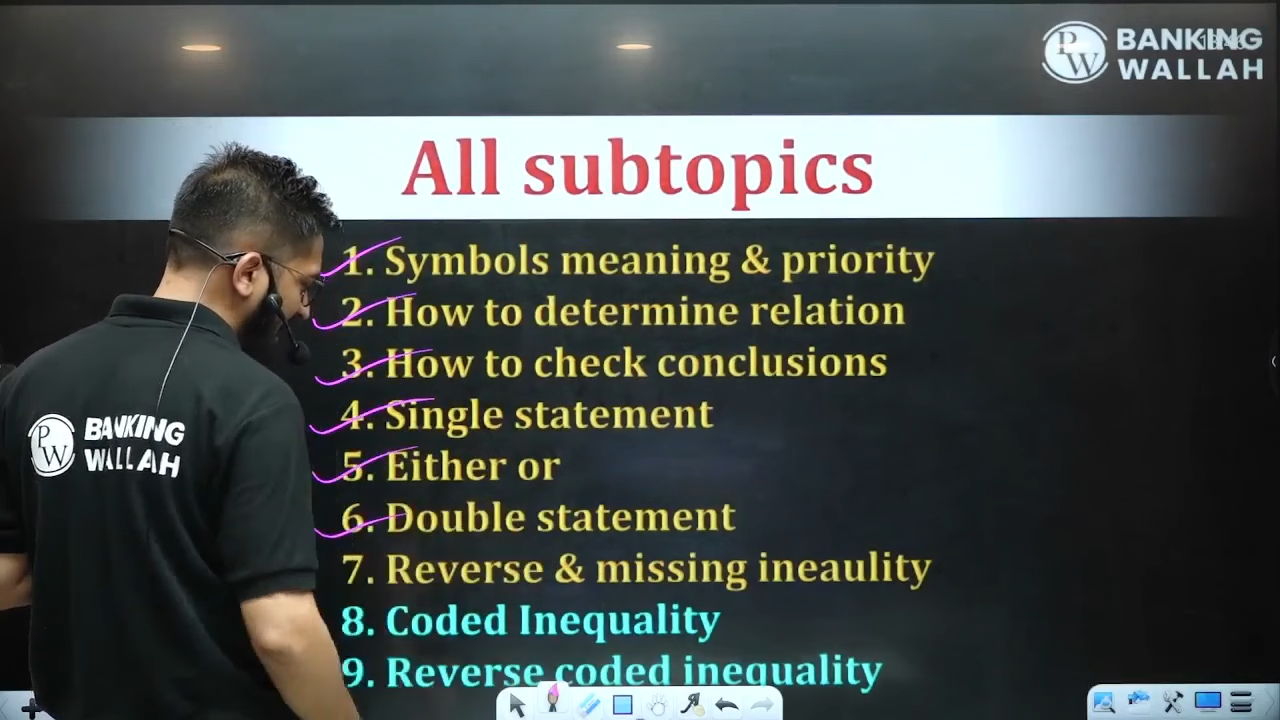 BANKING
WALLAH
All subtopics
1. Symbols meaning & priority
2. How to determine relation
3. How to check conclusions
4. Single statement
5. Either or
6. Double statement
7. Reverse & missing ineaulity
8. Coded Inequality
9. Reverse coded inequality
PW BANKING
WALLAH